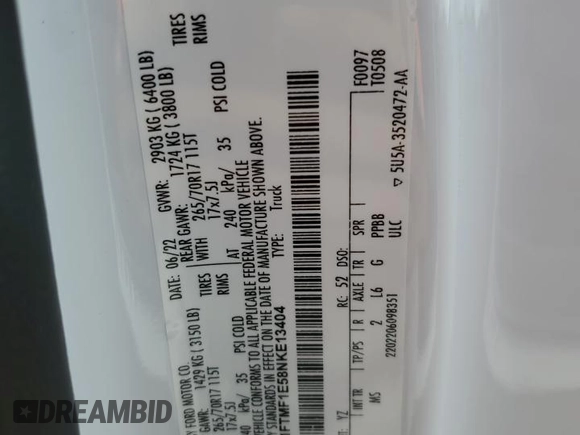 Y FORD MOTOR CO.
DATE: 06/22 GVWR: 2903 KG ( 6400 LB)
GAWR: 1429 KG ( 3150 LB) REAR GAWR: 1724 KG ( 3800 LB)
265/70R17 115T TIRES WITH 265/70R17 115T TIRES
17x7.5J RIMS 17x7.5J RIMS
240 kPa/ 35 PSI COLD AT 240 kPa/ 35 PSI COLD
VEHICLE CONFORMS TO ALL APPLICABLE FEDERAL MOTOR VEHICLE
Y STANDARDS IN EFFECT ON THE DATE OF MANUFACTURE SHOWN ABOVE.
FTMF1E58NKE13404 TYPE: Truck
F0097
T0508
YZ RC: 52 DSO:
INT TR TP/PS R AXLE TR SPR
MS 2 L6 G PPBB
ULC
2202206098351
5U5A-3520472-AA
DREAMBID